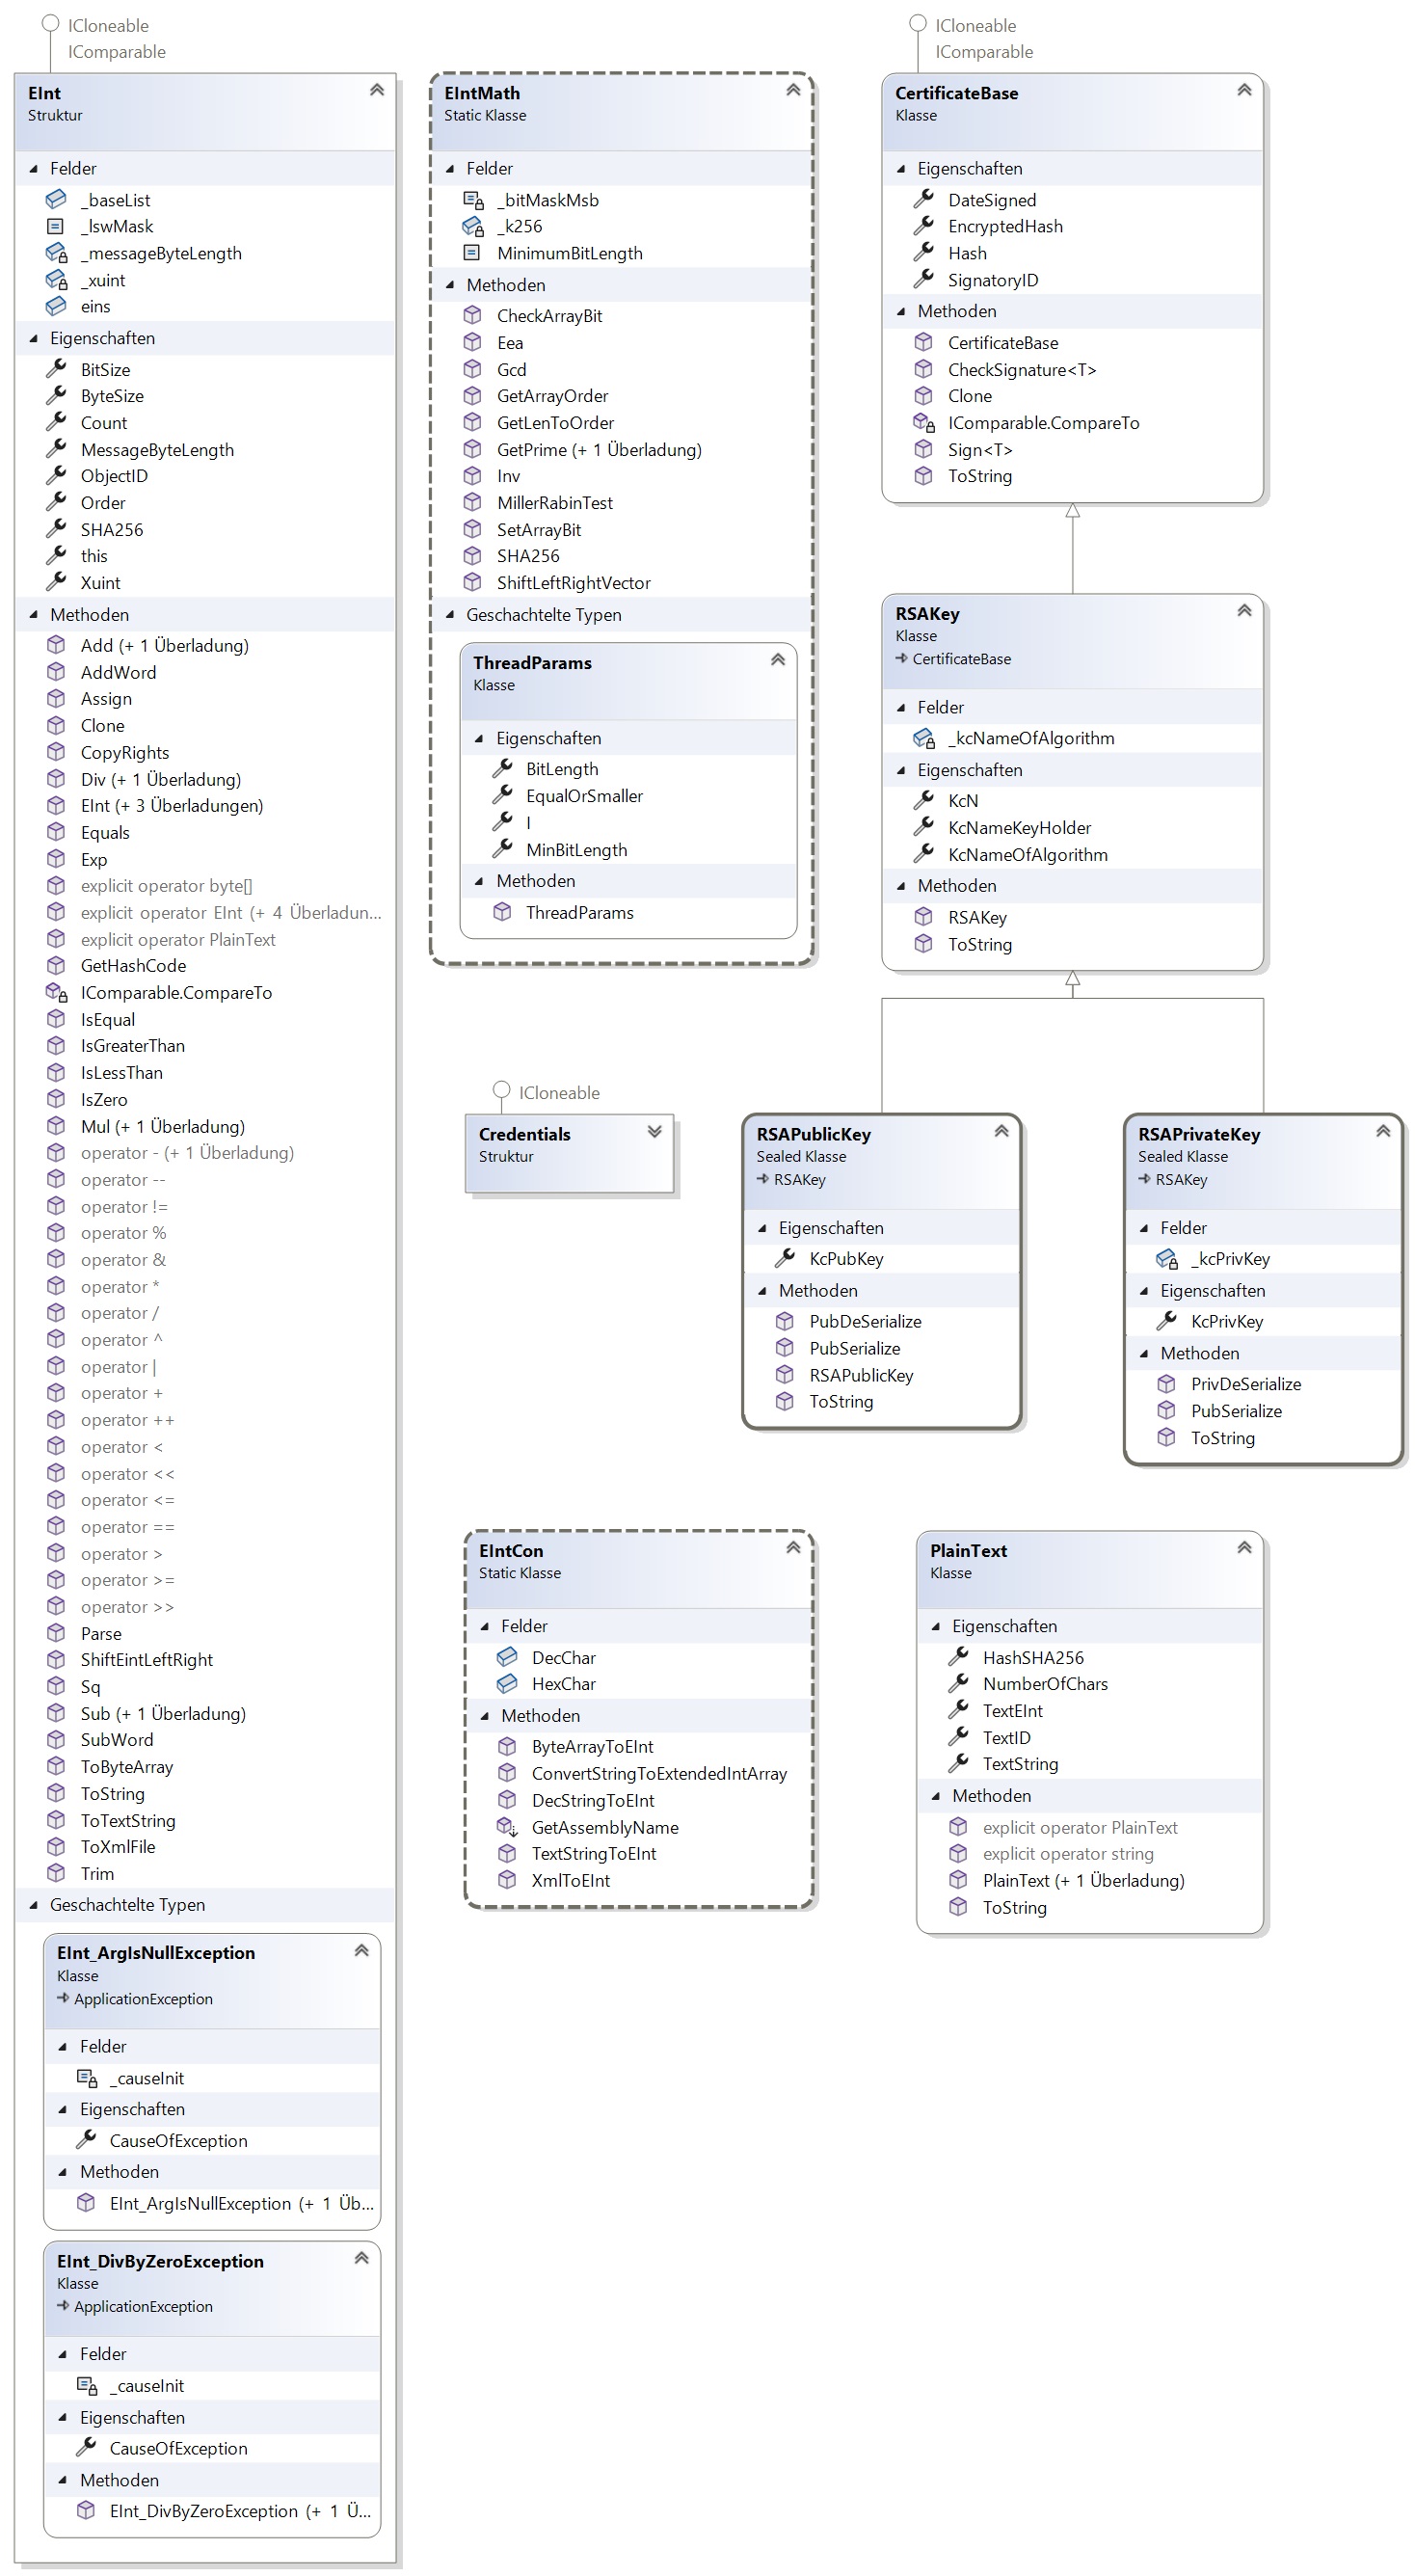 ICloneable
IComparable
EInt
Struktur
Felder
_baseList
_lswMask
_messageByteLength
_xuint
eins
Eigenschaften
BitSize
ByteSize
Count
MessageByteLength
ObjectID
Order
SHA256
this
Xuint
Methoden
Add (+ 1 Überladung)
AddWord
Assign
Clone
CopyRights
Div (+ 1 Überladung)
EInt (+ 3 Überladungen)
Equals
Exp
explicit operator byte[]
explicit operator EInt (+ 4 Überladun...
explicit operator PlainText
GetHashCode
IComparable.CompareTo
IsEqual
IsGreaterThan
IsLessThan
IsZero
Mul (+ 1 Überladung)
operator - (+ 1 Überladung)
operator --
operator !=
operator %
operator &
operator *
operator /
operator ^
operator |
operator +
operator ++
operator <
operator <<
operator <=
operator ==
operator >
operator >=
operator >>
Parse
ShiftEintLeftRight
Sq
Sub (+ 1 Überladung)
SubWord
ToByteArray
ToString
ToTextString
ToXmlFile
Trim
Geschachtelte Typen
EInt_ArgIsNullException
Klasse
ApplicationException
Felder
_causeInit
Eigenschaften
CauseOfException
Methoden
EInt_ArgIsNullException (+ 1 Üb...
EInt_DivByZeroException
Klasse
ApplicationException
Felder
_causeInit
Eigenschaften
CauseOfException
Methoden
EInt_DivByZeroException (+ 1 Ü...
EIntMath
Static Klasse
Felder
_bitMaskMsb
_k256
MinimumBitLength
Methoden
CheckArrayBit
Eea
Gcd
GetArrayOrder
GetLenToOrder
GetPrime (+ 1 Überladung)
Inv
MillerRabinTest
SetArrayBit
SHA256
ShiftLeftRightVector
Geschachtelte Typen
ThreadParams
Klasse
Eigenschaften
BitLength
EqualOrSmaller
I
MinBitLength
Methoden
ThreadParams
ICloneable
IComparable
CertificateBase
Klasse
Eigenschaften
DateSigned
EncryptedHash
Hash
SignatoryID
Methoden
CertificateBase
CheckSignature<T>
Clone
IComparable.CompareTo
Sign<T>
ToString
RSAKey
Klasse
CertificateBase
Felder
_kcNameOfAlgorithm
Eigenschaften
KcN
KcNameKeyHolder
KcNameOfAlgorithm
Methoden
RSAKey
ToString
ICloneable
Credentials
Struktur
RSAPublicKey
Sealed Klasse
RSAKey
Eigenschaften
KcPubKey
Methoden
PubDeSerialize
PubSerialize
RSAPublicKey
ToString
RSAPrivateKey
Sealed Klasse
RSAKey
Felder
_kcPrivKey
Eigenschaften
KcPrivKey
Methoden
PrivDeSerialize
PubSerialize
ToString
EIntCon
Static Klasse
Felder
DecChar
HexChar
Methoden
ByteArrayToEInt
ConvertStringToExtendedIntArray
DecStringToEInt
GetAssemblyName
TextStringToEInt
XmlToEInt
PlainText
Klasse
Eigenschaften
HashSHA256
NumberOfChars
TextEInt
TextID
TextString
Methoden
explicit operator PlainText
explicit operator string
PlainText (+ 1 Überladung)
ToString